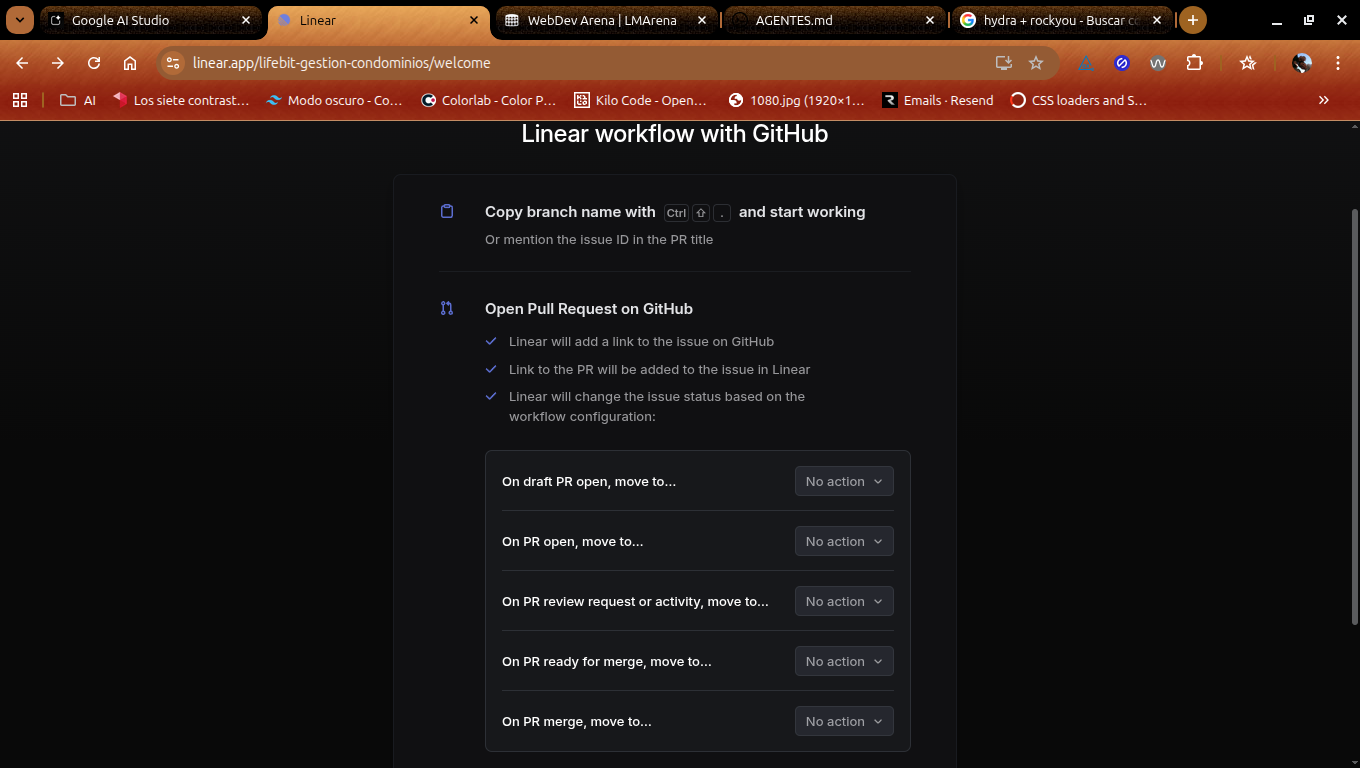 Google AI Studio
Linear
WebDev Arena | LMArena
AGENTES.md
hydra + rockyou - Buscar co
linear.app/lifebit-gestion-condominios/welcome
AI
Los siete contrast…
Modo oscuro - Co…
Colorlab - Color P…
Kilo Code - Open…
1080.jpg (1920×1…
Emails · Resend
CSS loaders and S…
Linear workflow with GitHub
Copy branch name with Ctrl ⇧ . and start working
Or mention the issue ID in the PR title
Open Pull Request on GitHub
Linear will add a link to the issue on GitHub
Link to the PR will be added to the issue in Linear
Linear will change the issue status based on the
workflow configuration:
On draft PR open, move to… No action
On PR open, move to… No action
On PR review request or activity, move to… No action
On PR ready for merge, move to… No action
On PR merge, move to… No action